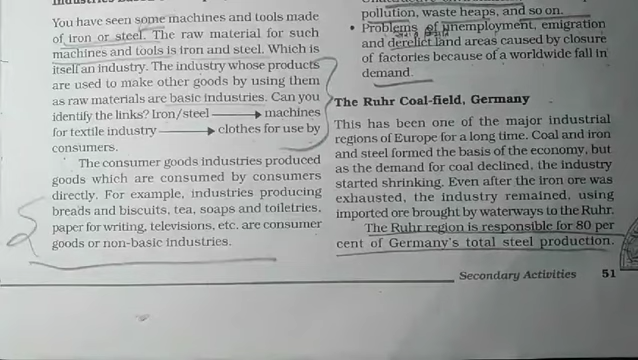 You have seen some machines and tools made
of iron or steel. The raw material for such
machines and tools is iron and steel. Which is
itself an industry. The industry whose products
are used to make other goods by using them
as raw materials are basic industries. Can you
identify the links? Iron/steel ⟶ machines
for textile industry ⟶ clothes for use by
consumers.
The consumer goods industries produced
goods which are consumed by consumers
directly. For example, industries producing
breads and biscuits, tea, soaps and toiletries,
paper for writing, televisions, etc. are consumer
goods or non-basic industries.
pollution, waste heaps, and so on.
• Problems of unemployment, emigration
and derelict land areas caused by closure
of factories because of a worldwide fall in
demand.
The Ruhr Coal-field, Germany
This has been one of the major industrial
regions of Europe for a long time. Coal and iron
and steel formed the basis of the economy, but
as the demand for coal declined, the industry
started shrinking. Even after the iron ore was
exhausted, the industry remained, using
imported ore brought by waterways to the Ruhr.
The Ruhr region is responsible for 80 per
cent of Germany's total steel production.
Secondary Activities 51